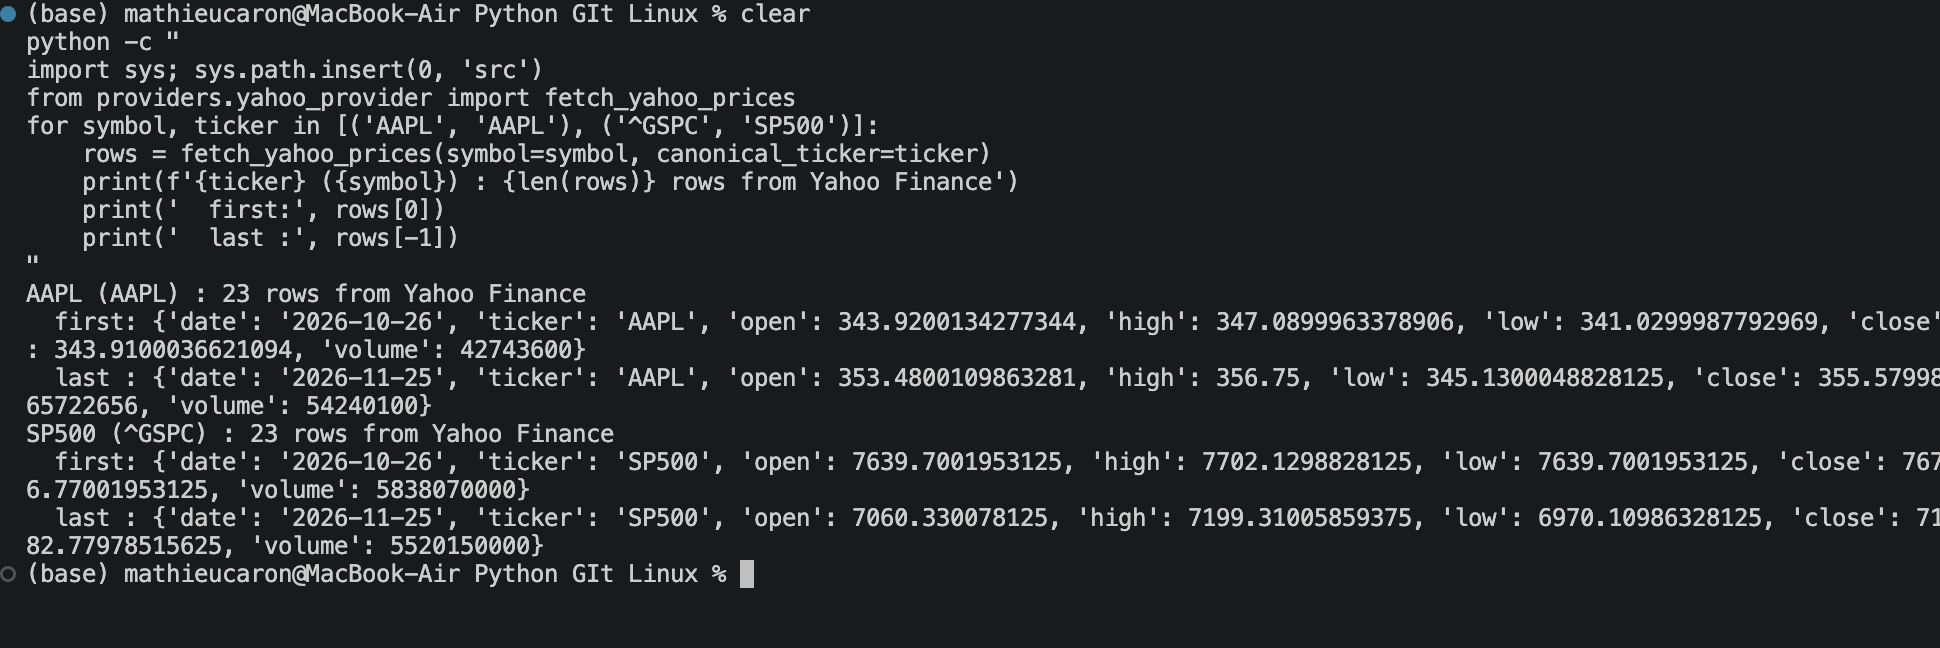 (base) mathieucaron@MacBook-Air Python GIt Linux % clear
python -c "
import sys; sys.path.insert(0, 'src')
from providers.yahoo_provider import fetch_yahoo_prices
for symbol, ticker in [('AAPL', 'AAPL'), ('^GSPC', 'SP500')]:
    rows = fetch_yahoo_prices(symbol=symbol, canonical_ticker=ticker)
    print(f'{ticker} ({symbol}) : {len(rows)} rows from Yahoo Finance')
    print('  first:', rows[0])
    print('  last :', rows[-1])
"
AAPL (AAPL) : 23 rows from Yahoo Finance
  first: {'date': '2026-10-26', 'ticker': 'AAPL', 'open': 343.9200134277344, 'high': 347.0899963378906, 'low': 341.0299987792969, 'close'
: 343.9100036621094, 'volume': 42743600}
  last : {'date': '2026-11-25', 'ticker': 'AAPL', 'open': 353.4800109863281, 'high': 356.75, 'low': 345.1300048828125, 'close': 355.57998
65722656, 'volume': 54240100}
SP500 (^GSPC) : 23 rows from Yahoo Finance
  first: {'date': '2026-10-26', 'ticker': 'SP500', 'open': 7639.7001953125, 'high': 7702.1298828125, 'low': 7639.7001953125, 'close': 767
6.77001953125, 'volume': 5838070000}
  last : {'date': '2026-11-25', 'ticker': 'SP500', 'open': 7060.330078125, 'high': 7199.31005859375, 'low': 6970.10986328125, 'close': 71
82.77978515625, 'volume': 5520150000}
(base) mathieucaron@MacBook-Air Python GIt Linux %